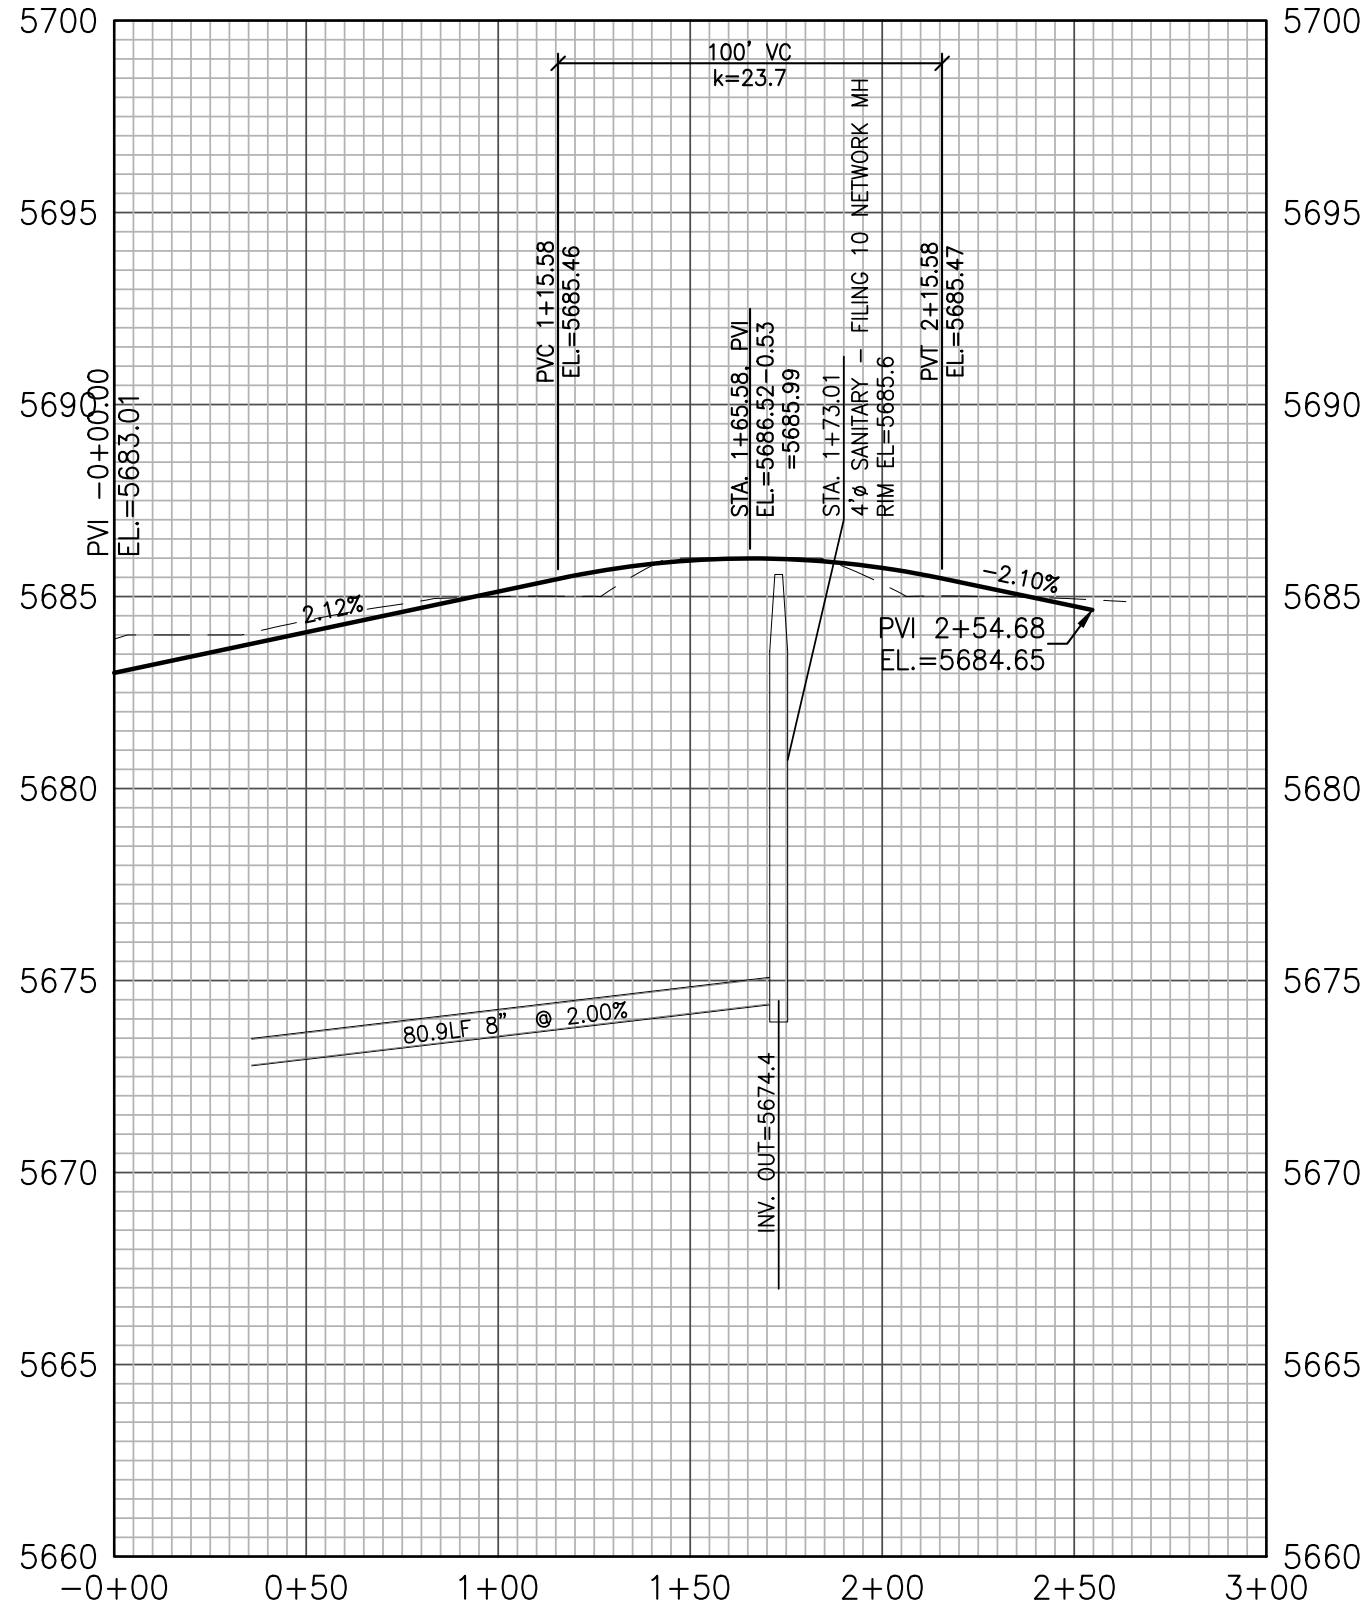 5700
5700
100' VC
k=23.7
5695
5695
PVC 1+15.58
EL.=5685.46
STA. 1+65.58, PVI
EL.=5686.52-0.53
=5685.99
STA. 1+73.01
4'ø SANITARY - FILING 10 NETWORK MH
RIM EL=5685.6
PVT 2+15.58
EL.=5685.47
5690
5690
PVI -0+00.00
EL.=5683.01
5685
2.12%
-2.10%
5685
PVI 2+54.68
EL.=5684.65
5680
5680
5675
5675
80.9LF 8" @ 2.00%
INV. OUT=5674.4
5670
5670
5665
5665
5660
5660
-0+00 0+50 1+00 1+50 2+00 2+50 3+00